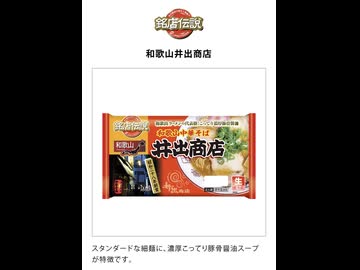 銘店伝説
和歌山井出商店
銘店伝説
和歌山
和歌山中華そば
井出商店
スタンダードな細麺に、濃厚こってり豚骨醤油スープ
が特徴です。